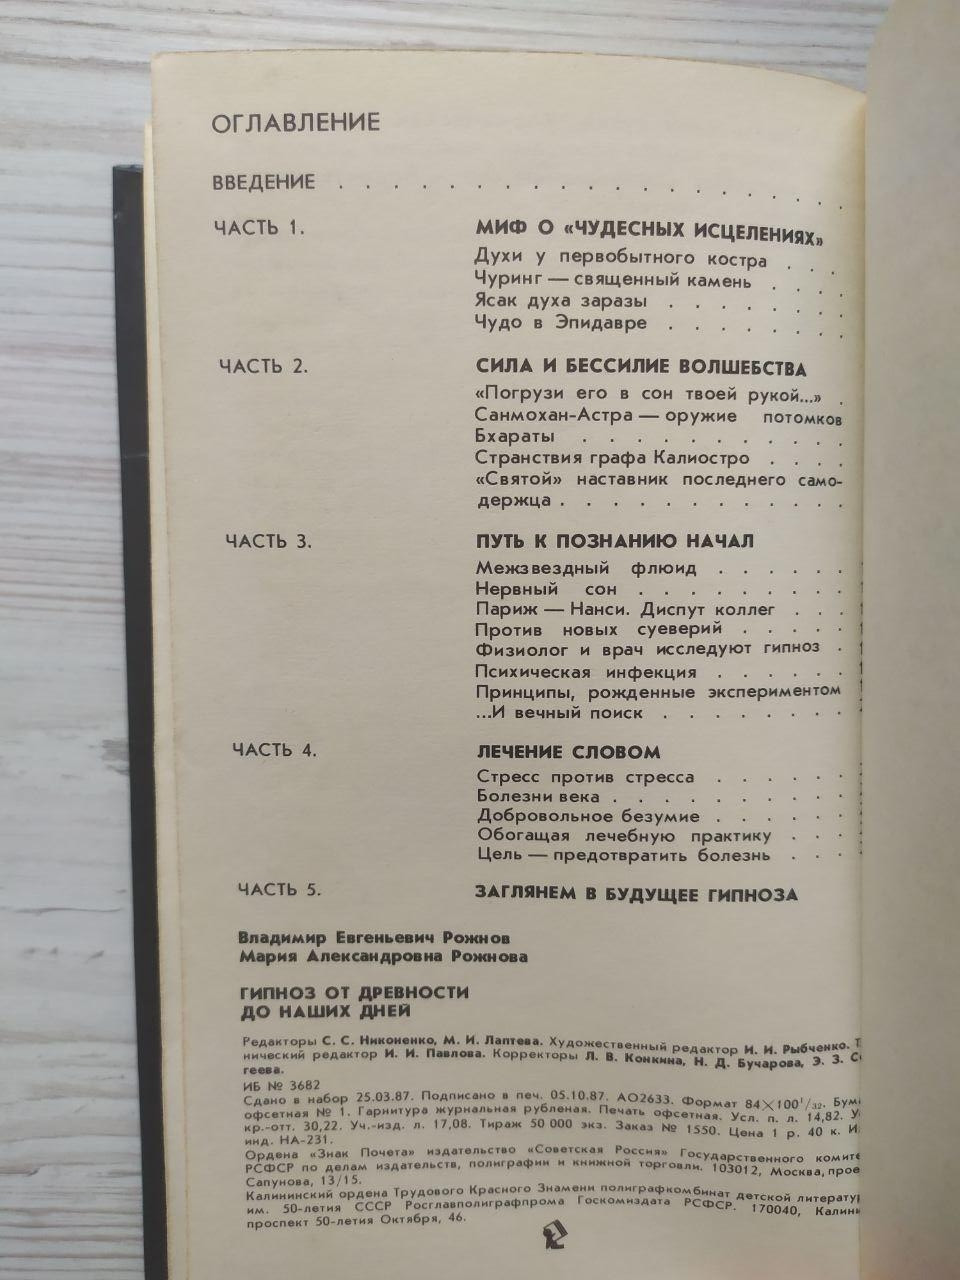 ОГЛАВЛЕНИЕ
ВВЕДЕНИЕ . . . . . . . . . . . . . . . . . . .
ЧАСТЬ 1. МИФ О «ЧУДЕСНЫХ ИСЦЕЛЕНИЯХ»
Духи у первобытного костра . . .
Чуринг — священный камень . . .
Ясак духа заразы . . . . . . .
Чудо в Эпидавре . . . . . . .
ЧАСТЬ 2. СИЛА И БЕССИЛИЕ ВОЛШЕБСТВА
«Погрузи его в сон твоей рукой...» .
Санмохан-Астра — оружие потомков
Бхараты . . . . . . . . . .
Странствия графа Калиостро . . . .
«Святой» наставник последнего само-
держца . . . . . . . . . . .
ЧАСТЬ 3. ПУТЬ К ПОЗНАНИЮ НАЧАЛ
Межзвездный флюид . . . . . .
Нервный сон . . . . . . . . .
Париж — Нанси. Диспут коллег . . .
Против новых суеверий . . . . .
Физиолог и врач исследуют гипноз .
Психическая инфекция . . . . . .
Принципы, рожденные экспериментом
...И вечный поиск . . . . . . . .
ЧАСТЬ 4. ЛЕЧЕНИЕ СЛОВОМ
Стресс против стресса . . . . . .
Болезни века . . . . . . . . . .
Добровольное безумие . . . . . .
Обогащая лечебную практику . . .
Цель — предотвратить болезнь . . .
ЧАСТЬ 5. ЗАГЛЯНЕМ В БУДУЩЕЕ ГИПНОЗА
Владимир Евгеньевич Рожнов
Мария Александровна Рожнова
ГИПНОЗ ОТ ДРЕВНОСТИ
ДО НАШИХ ДНЕЙ
Редакторы С. С. Никоненко, М. И. Лаптева. Художественный редактор И. И. Рыбченко.
нический редактор И. И. Павлова. Корректоры Л. В. Конкина, Н. Д. Бучарова, Э. З.
геева.
ИБ № 3682
Сдано в набор 25.03.87. Подписано в печ. 05.10.87. АО2633. Формат 84×100 1/32.
офсетная № 1. Гарнитура журнальная рубленая. Печать офсетная. Усл. п. л. 14,82.
кр.-отт. 30,22. Уч.-изд. л. 17,08. Тираж 50 000 экз. Заказ № 1550. Цена 1 р. 40 к.
инд. НА-231.
Ордена «Знак Почета» издательство «Советская Россия» Государственного
РСФСР по делам издательств, полиграфии и книжной торговли. 103012, Москва,
Сапунова, 13/15.
Калининский ордена Трудового Красного Знамени полиграфкомбинат детской
им. 50-летия СССР Росглавполиграфпрома Госкомиздата РСФСР. 170040,
проспект 50-летия Октября, 46.